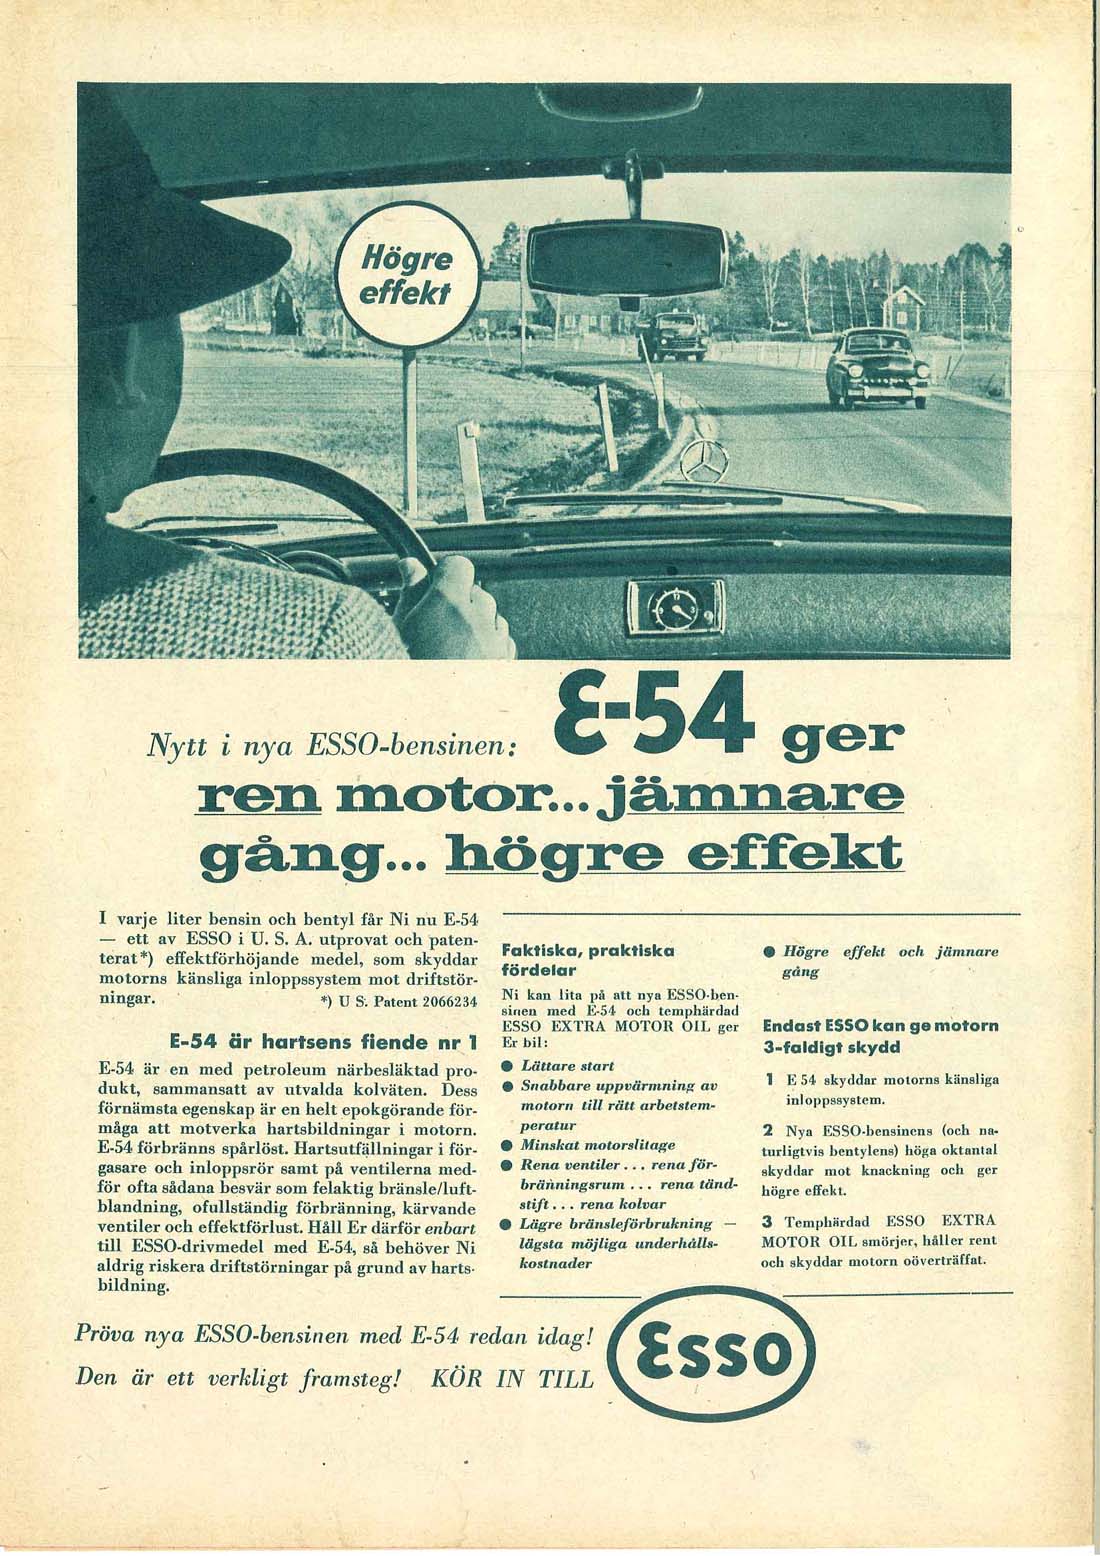 Högre
effekt
Nytt i nya ESSO-bensinen: E-54 ger
ren motor... jämnare
gång... högre effekt
I varje liter bensin och bentyl får Ni nu E-54
— ett av ESSO i U. S. A. utprovat och paten-
terat*) effektförhöjande medel, som skyddar
motorns känsliga inloppssystem mot driftstör-
ningar. *) U S. Patent 2066234
E-54 är hartsens fiende nr 1
E-54 är en med petroleum närbesläktad pro-
dukt, sammansatt av utvalda kolväten. Dess
förnämsta egenskap är en helt epokgörande för-
måga att motverka hartsbildningar i motorn.
E-54 förbränns spårlöst. Hartsutfällningar i för-
gasare och inloppsrör samt på ventilerna med-
för ofta sådana besvär som felaktig bränsle/luft-
blandning, ofullständig förbränning, kärvande
ventiler och effektförlust. Håll Er därför enbart
till ESSO-drivmedel med E-54, så behöver Ni
aldrig riskera driftstörningar på grund av harts-
bildning.
Faktiska, praktiska
fördelar
Ni kan lita på att nya ESSO-ben-
sinen med E-54 och temphärdad
ESSO EXTRA MOTOR OIL ger
Er bil:
● Lättare start
● Snabbare uppvärmning av
motorn till rätt arbetstem-
peratur
● Minskat motorslitage
● Rena ventiler . . . rena för-
bränningsrum . . . rena tänd-
stift . . . rena kolvar
● Lägre bränsleförbrukning —
lägsta möjliga underhålls-
kostnader
● Högre effekt och jämnare
gång
Endast ESSO kan ge motorn
3-faldigt skydd
1 E 54 skyddar motorns känsliga
inloppssystem.
2 Nya ESSO-bensinens (och na-
turligtvis bentylens) höga oktantal
skyddar mot knackning och ger
högre effekt.
3 Temphärdad ESSO EXTRA
MOTOR OIL smörjer, håller rent
och skyddar motorn oöverträffat.
Pröva nya ESSO-bensinen med E-54 redan idag!
Den är ett verkligt framsteg! KÖR IN TILL
Esso